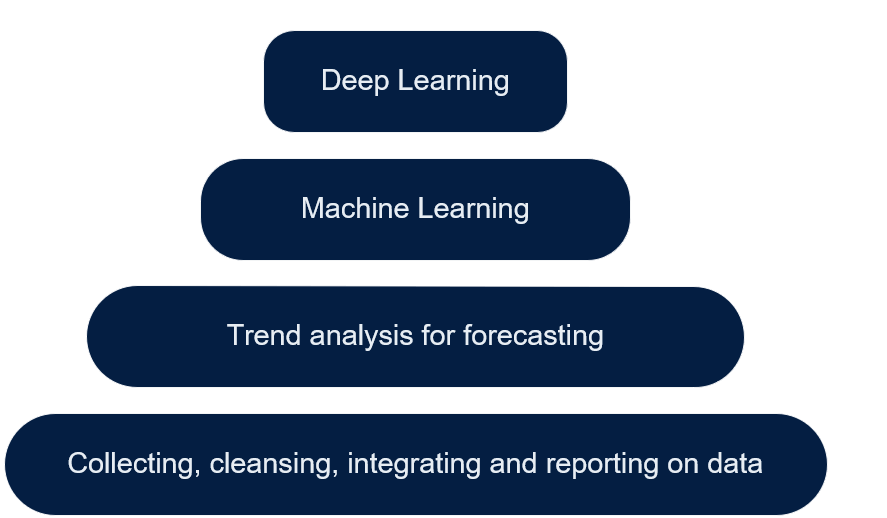 Deep Learning
Machine Learning
Trend analysis for forecasting
Collecting, cleansing, integrating and reporting on data